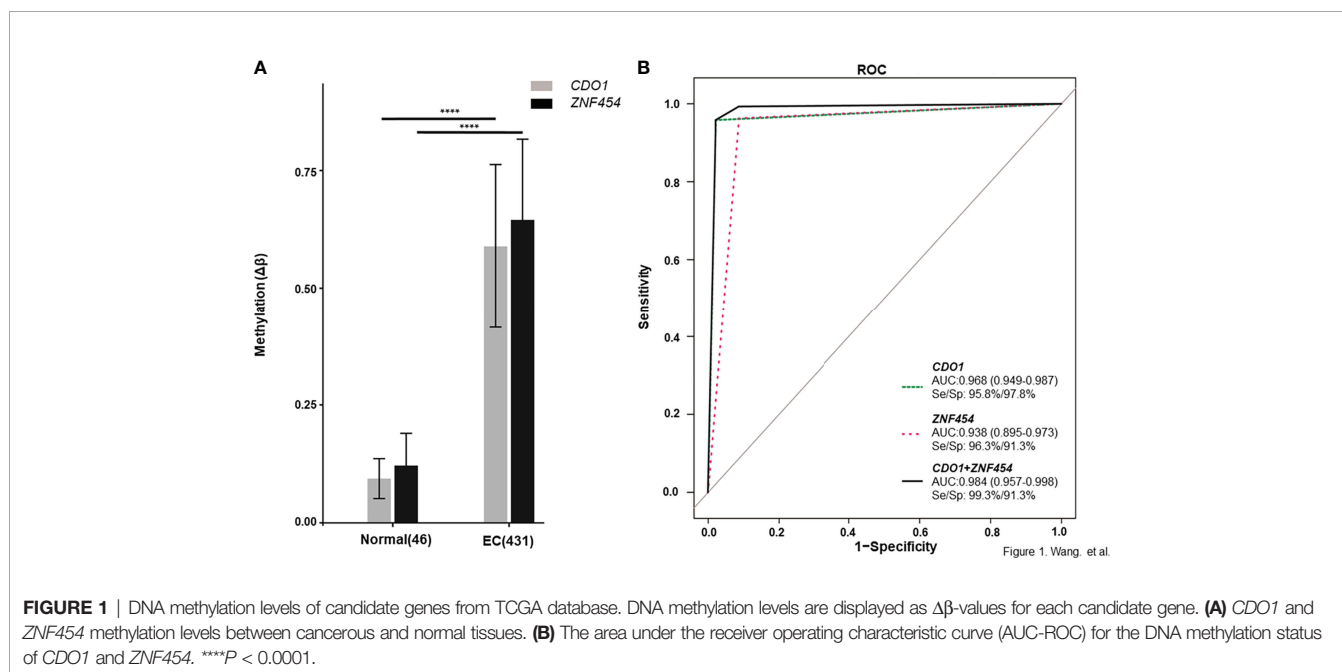 A
CDO1
ZNF454
****
****
Methylation (Δβ)
0.75
0.50
0.25
0.00
Normal(46) EC(431)
B
ROC
Sensitivity
1.0
0.8
0.6
0.4
0.2
0.0
CDO1
AUC:0.968 (0.949-0.987)
Se/Sp: 95.8%/97.8%
ZNF454
AUC:0.938 (0.895-0.973)
Se/Sp: 96.3%/91.3%
CDO1+ZNF454
AUC:0.984 (0.957-0.998)
Se/Sp: 99.3%/91.3%
0.0 0.2 0.4 0.6 0.8 1.0
1−Specificity
Figure 1. Wang. et.al
FIGURE 1 | DNA methylation levels of candidate genes from TCGA database. DNA methylation levels are displayed as Δβ-values for each candidate gene. (A) CDO1 and
ZNF454 methylation levels between cancerous and normal tissues. (B) The area under the receiver operating characteristic curve (AUC-ROC) for the DNA methylation status
of CDO1 and ZNF454. ****P < 0.0001.